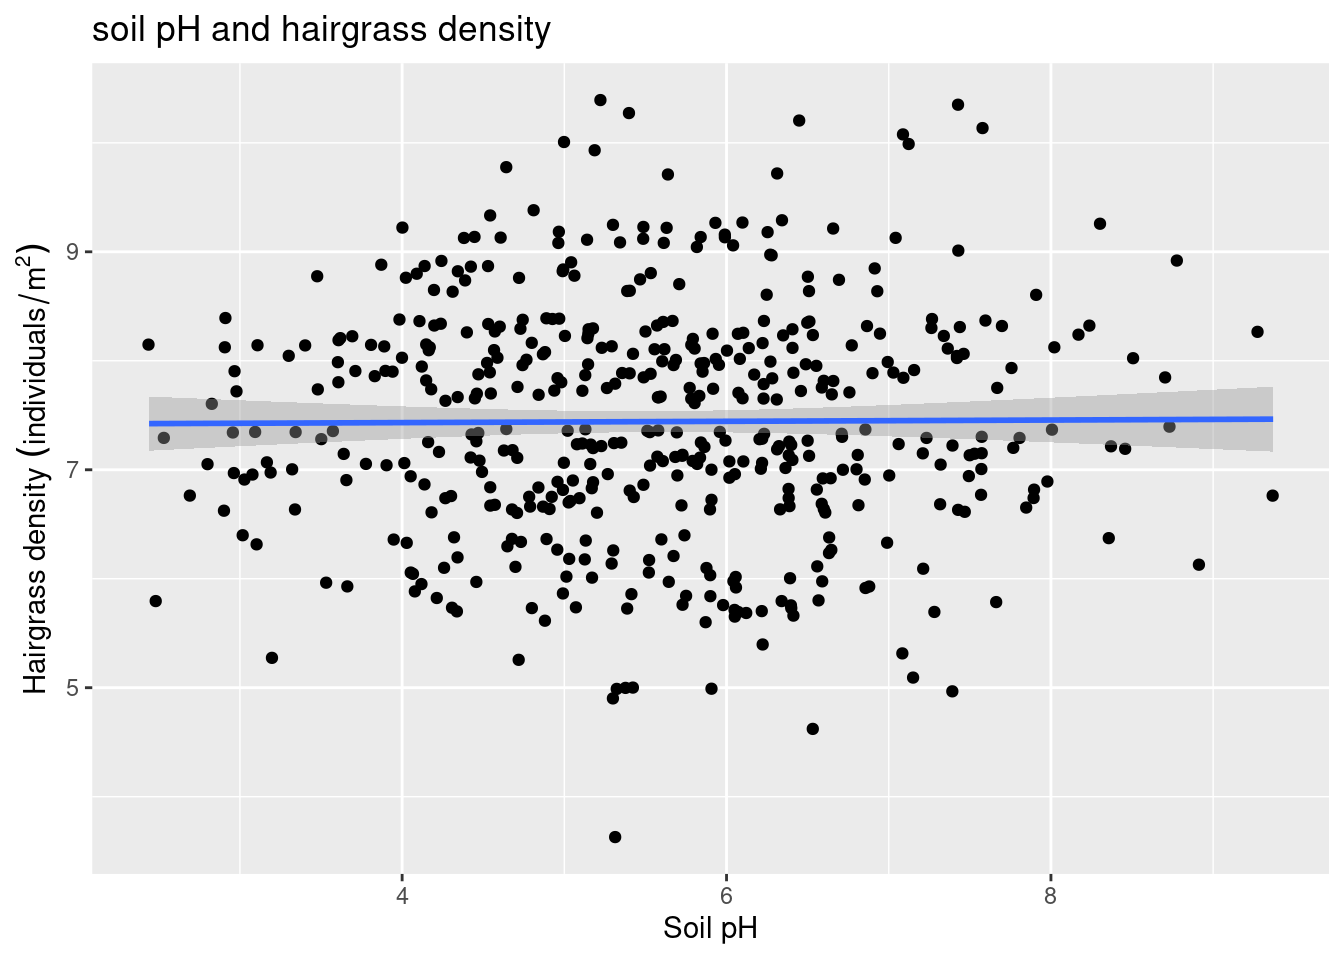 soil pH and hairgrass density
Hairgrass density (individuals/m²)
9
7
5
4 6 8
Soil pH